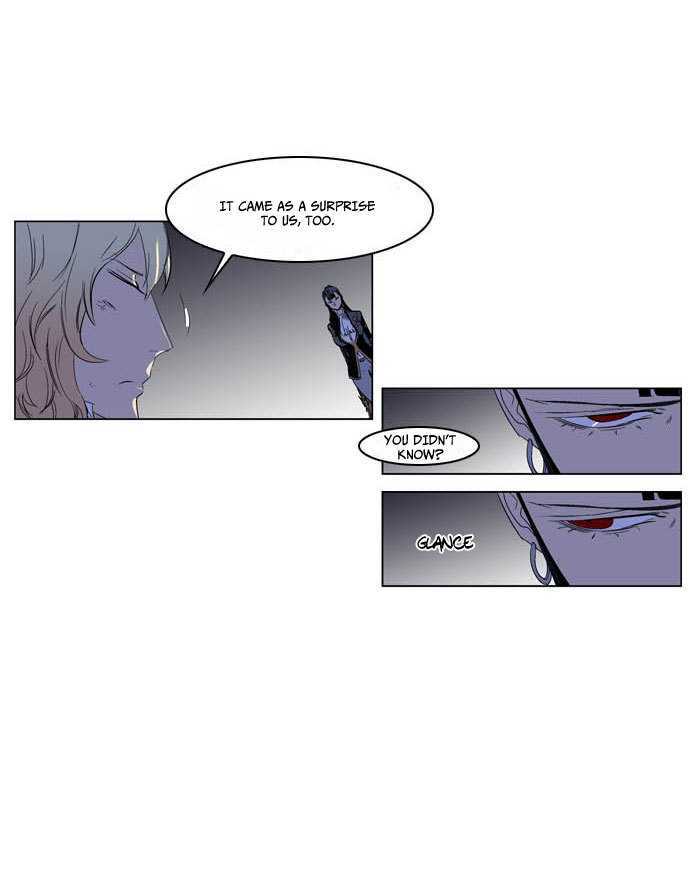 IT CAME AS A SURPRISE
TO US, TOO.
YOU DIDN'T
KNOW?
GLANCE